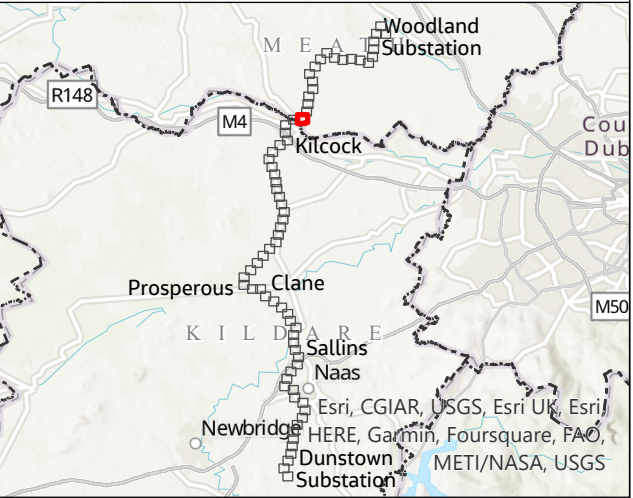 Woodland
Substation
M E A T H
R148
M4
Kilcock
Cou
Dub
Prosperous
Clane
M50
K I L D A R E
Sallins
Naas
Newbridge
Esri, CGIAR, USGS, Esri UK, Esri,
HERE, Garmin, Foursquare, FAO,
METI/NASA, USGS
Dunstown
Substation